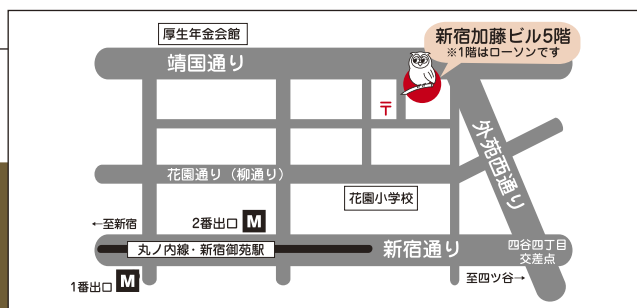 厚生年金会館
新宿加藤ビル5階
※1階はローソンです
靖国通り
〒
外苑西通り
花園通り（柳通り）
花園小学校
←至新宿
2番出口 M
丸ノ内線・新宿御苑駅
新宿通り
四谷四丁目
交差点
1番出口 M
至四ツ谷→